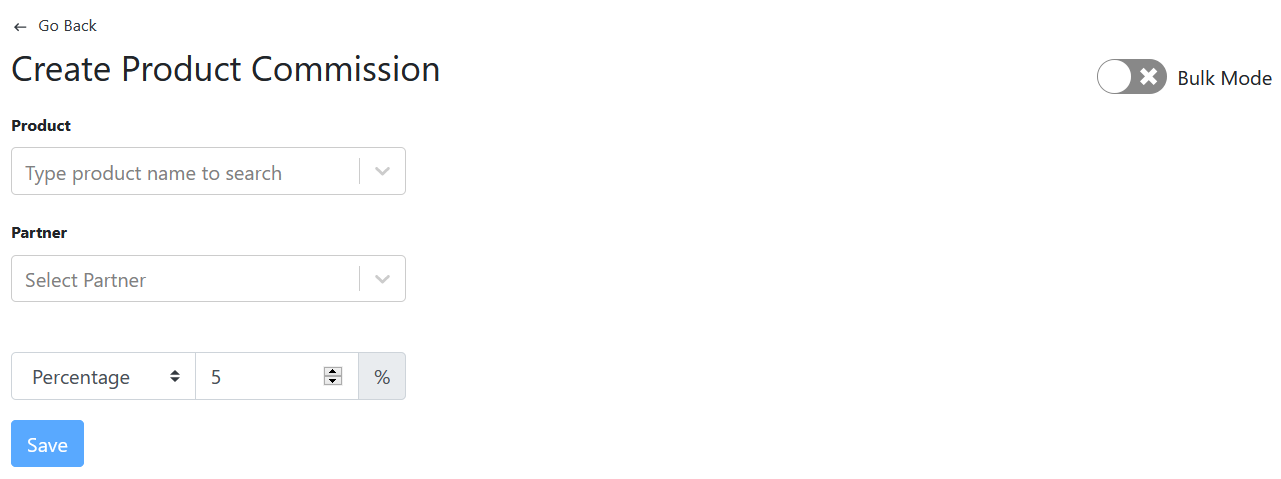 Go Back
Create Product Commission
Bulk Mode
Product
Type product name to search
Partner
Select Partner
Percentage 5 %
Save